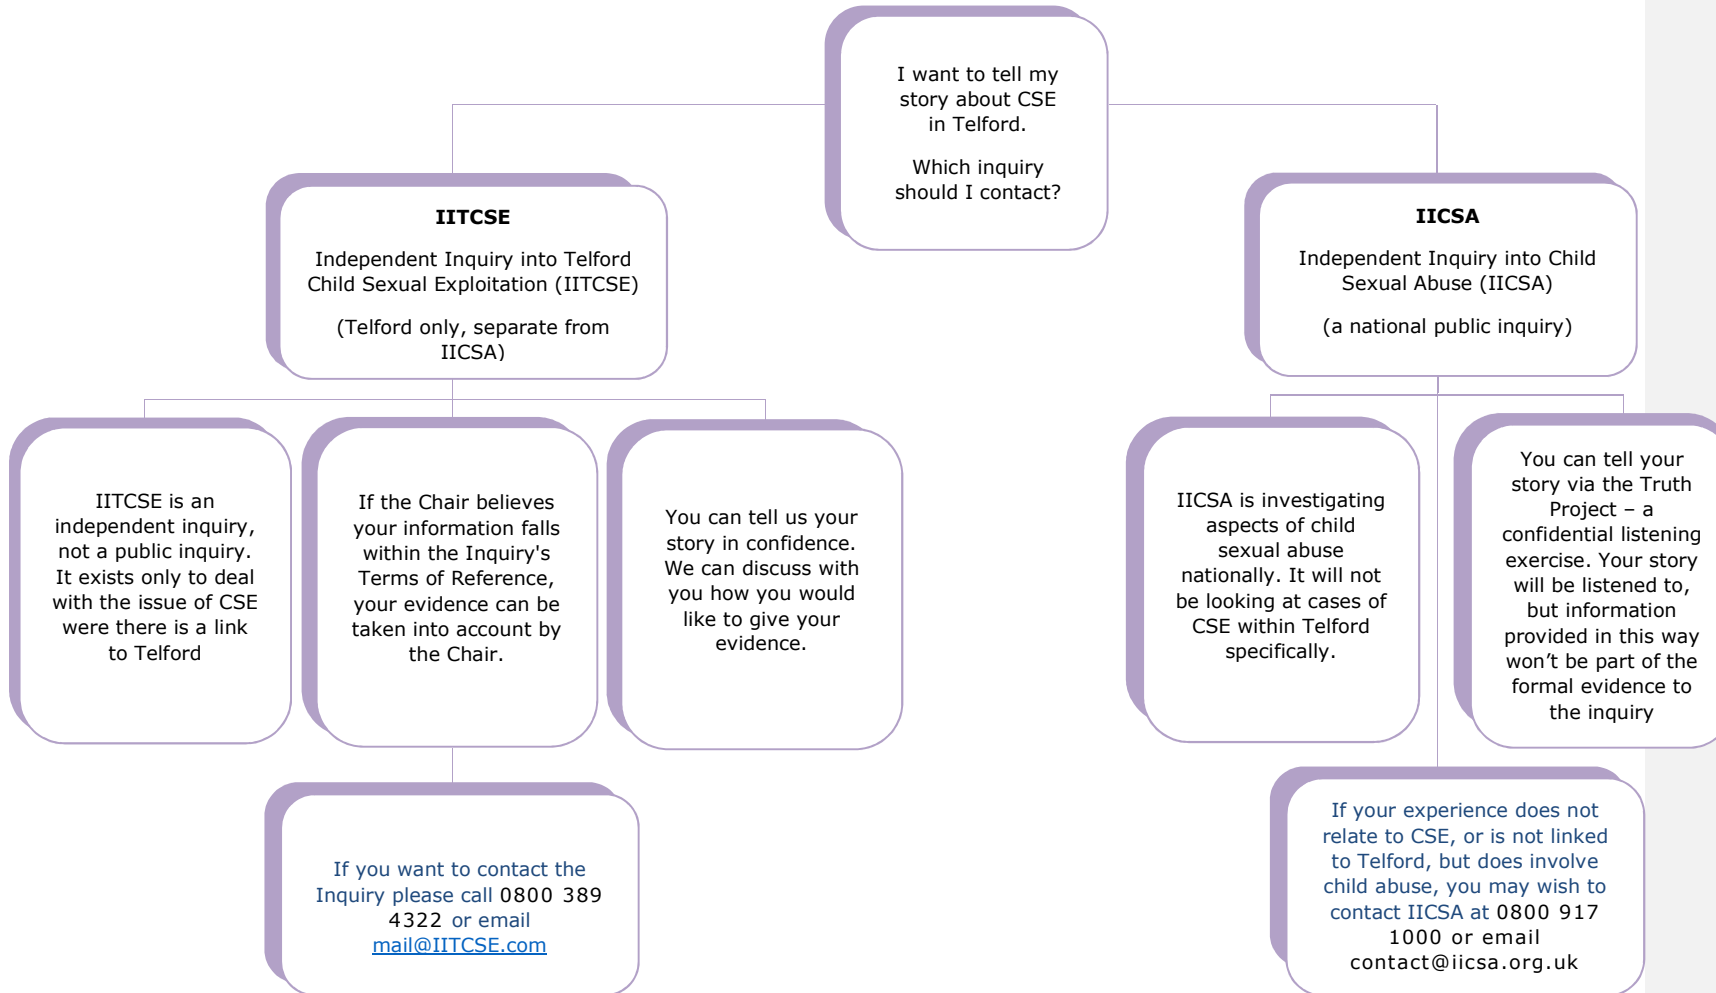 I want to tell my
story about CSE
in Telford.
Which inquiry
should I contact?
IITCSE
Independent Inquiry into Telford
Child Sexual Exploitation (IITCSE)
(Telford only, separate from
IICSA)
IICSA
Independent Inquiry into Child
Sexual Abuse (IICSA)
(a national public inquiry)
IITCSE is an
independent inquiry,
not a public inquiry.
It exists only to deal
with the issue of CSE
were there is a link
to Telford
If the Chair believes
your information falls
within the Inquiry's
Terms of Reference,
your evidence can be
taken into account by
the Chair.
You can tell us your
story in confidence.
We can discuss with
you how you would
like to give your
evidence.
IICSA is investigating
aspects of child
sexual abuse
nationally. It will not
be looking at cases of
CSE within Telford
specifically.
You can tell your
story via the Truth
Project – a
confidential listening
exercise. Your story
will be listened to,
but information
provided in this way
won’t be part of the
formal evidence to
the inquiry
If you want to contact the
Inquiry please call 0800 389
4322 or email
mail@IITCSE.com
If your experience does not
relate to CSE, or is not linked
to Telford, but does involve
child abuse, you may wish to
contact IICSA at 0800 917
1000 or email
contact@iicsa.org.uk